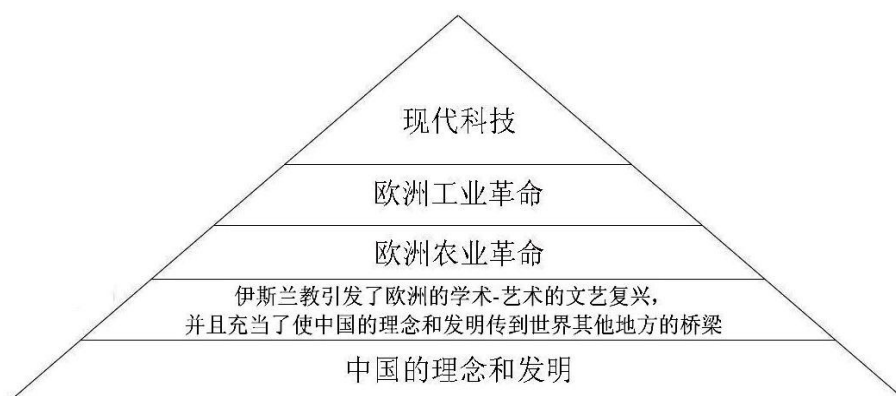 现代科技
欧洲工业革命
欧洲农业革命
伊斯兰教引发了欧洲的学术-艺术的文艺复兴，
并且充当了使中国的理念和发明传到世界其他地方的桥梁
中国的理念和发明